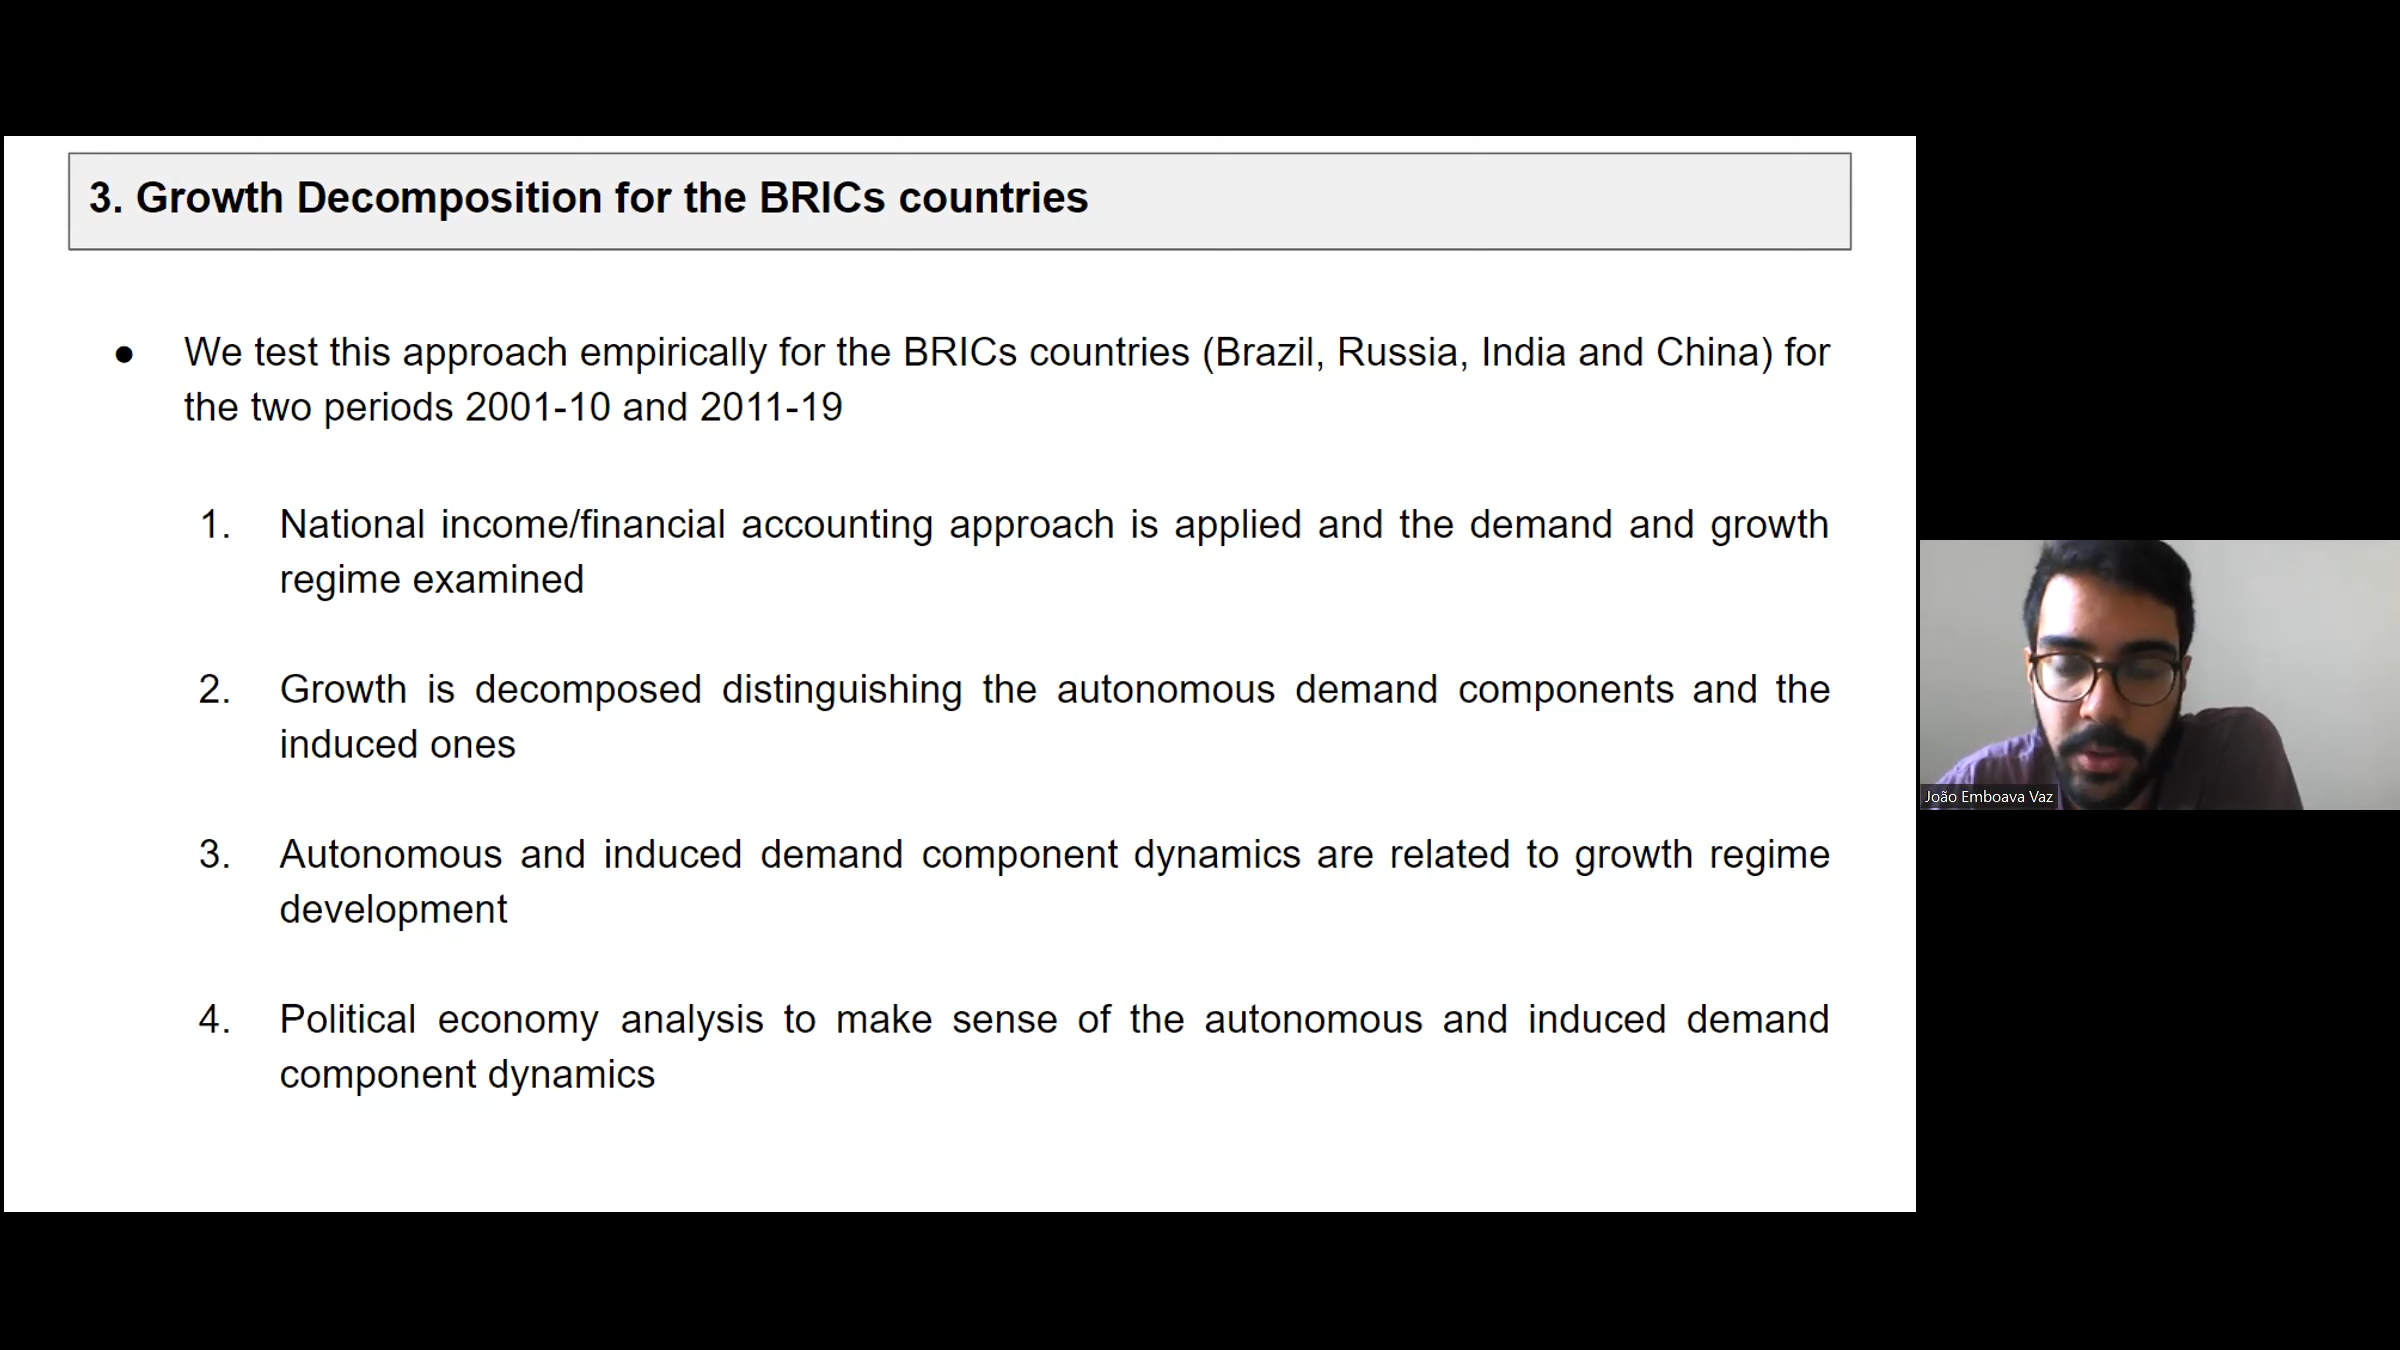 3. Growth Decomposition for the BRICs countries
● We test this approach empirically for the BRICs countries (Brazil, Russia, India and China) for
the two periods 2001-10 and 2011-19
1. National income/financial accounting approach is applied and the demand and growth
regime examined
2. Growth is decomposed distinguishing the autonomous demand components and the
induced ones
3. Autonomous and induced demand component dynamics are related to growth regime
development
4. Political economy analysis to make sense of the autonomous and induced demand
component dynamics
João Emboava Vaz